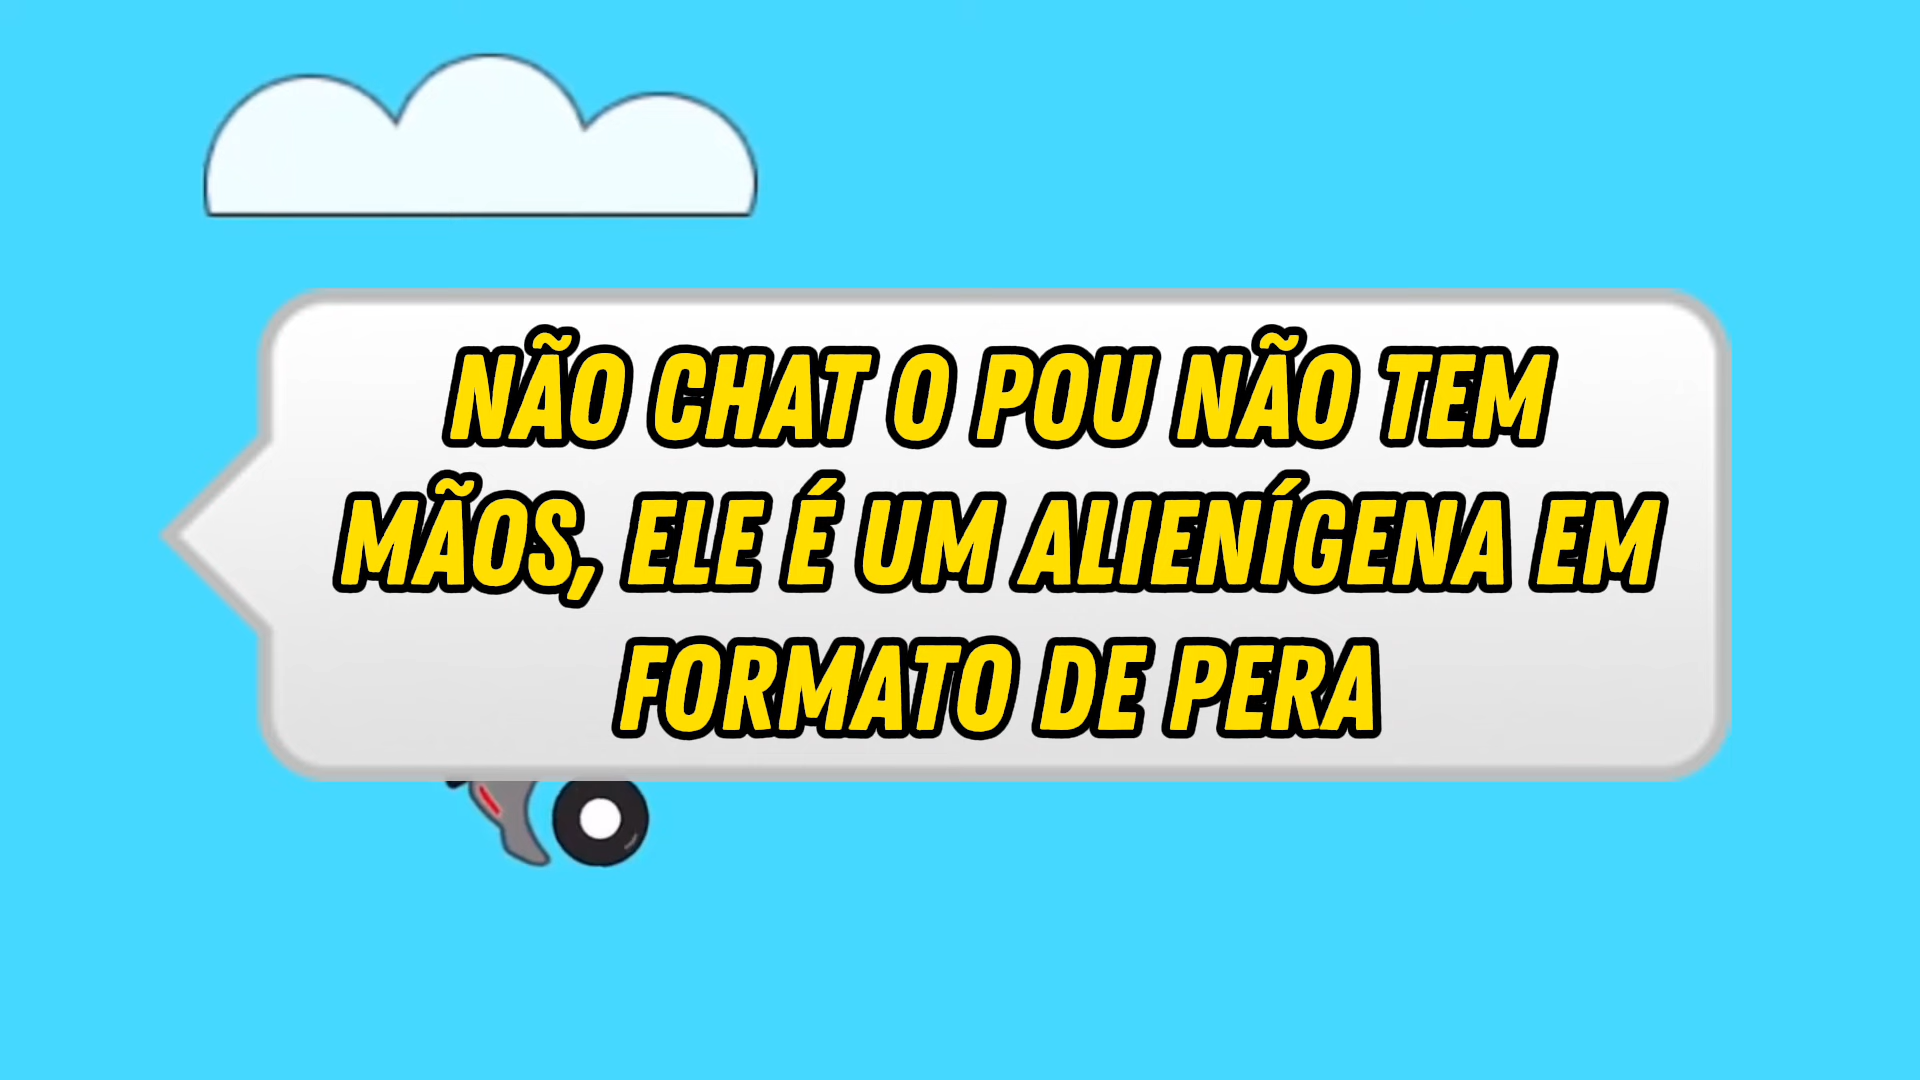 NÃO CHAT O POU NÃO TEM
MÃOS, ELE É UM ALIENÍGENA EM
FORMATO DE PERA